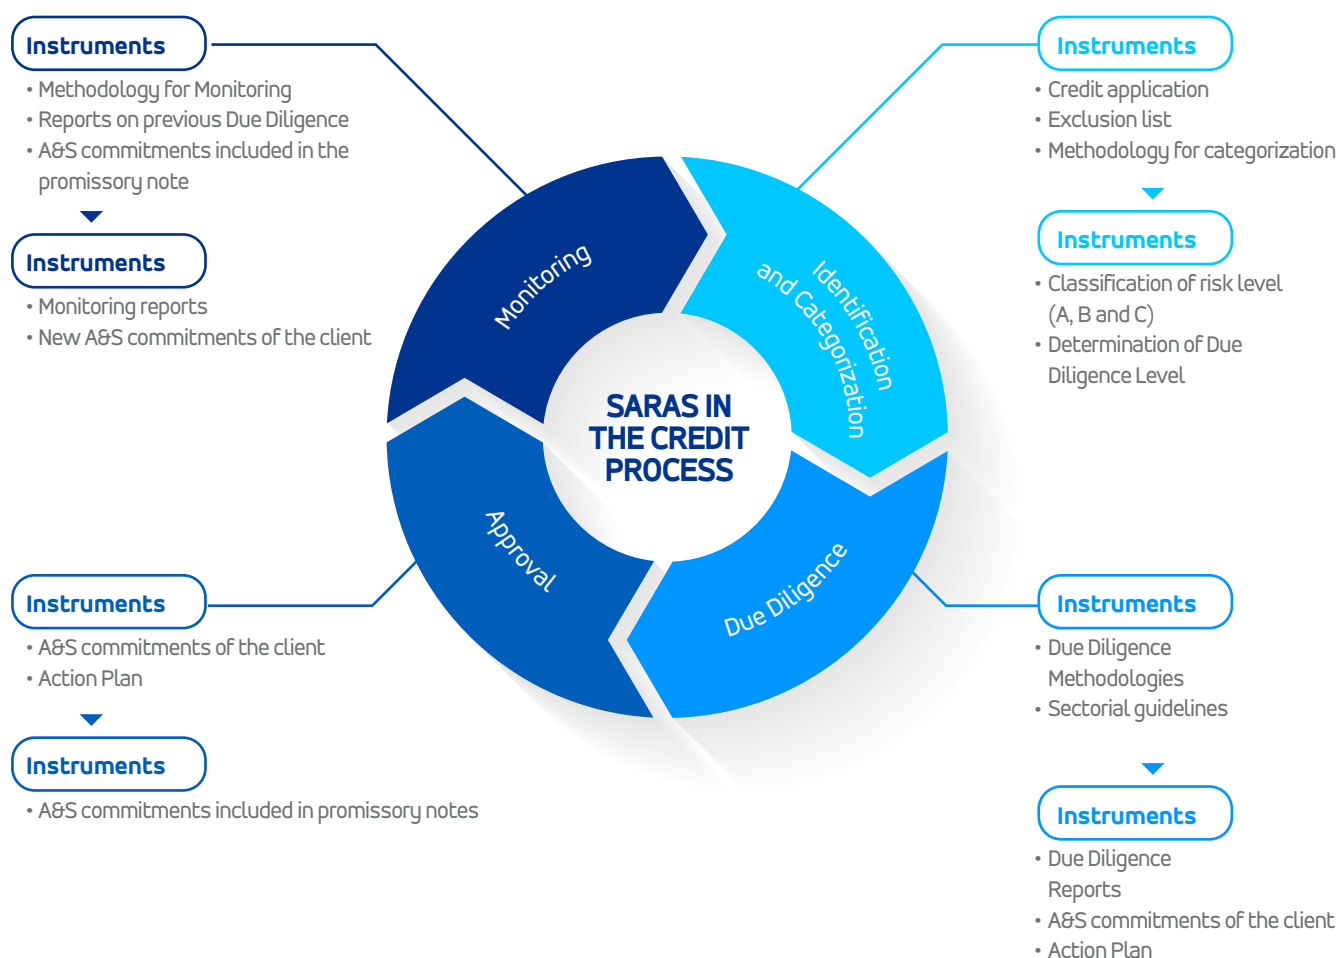 Instruments
• Methodology for Monitoring
• Reports on previous Due Diligence
• A&S commitments included in the
promissory note
Instruments
• Monitoring reports
• New A&S commitments of the client
Instruments
• Credit application
• Exclusion list
• Methodology for categorization
Instruments
• Classification of risk level
(A, B and C)
• Determination of Due
Diligence Level
Monitoring
Identification
and Categorization
SARAS IN
THE CREDIT
PROCESS
Approval
Due Diligence
Instruments
• A&S commitments of the client
• Action Plan
Instruments
• A&S commitments included in promissory notes
Instruments
• Due Diligence
Methodologies
• Sectorial guidelines
Instruments
• Due Diligence
Reports
• A&S commitments of the client
• Action Plan